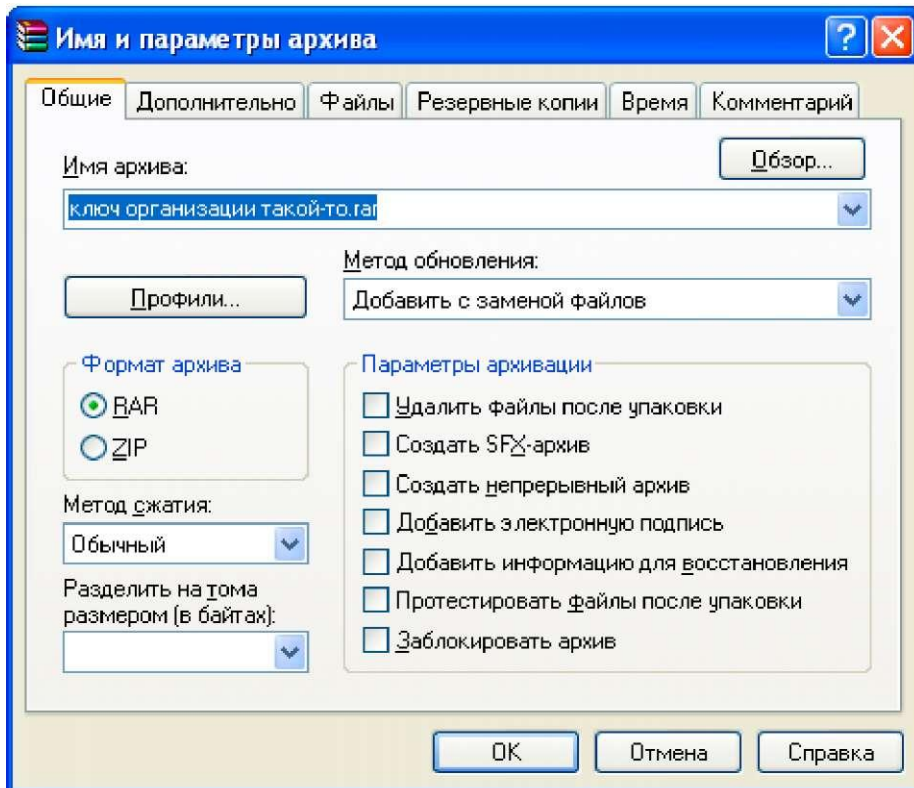 Имя и параметры архива
Общие Дополнительно Файлы Резервные копии Время Комментарий
Имя архива:
Обзор...
ключ организации такой-то.rar
Профили...
Метод обновления:
Добавить с заменой файлов
Формат архива
RAR
ZIP
Метод сжатия:
Обычный
Разделить на тома
размером (в байтах):
Параметры архивации
Удалить файлы после упаковки
Создать SFX-архив
Создать непрерывный архив
Добавить электронную подпись
Добавить информацию для восстановления
Протестировать файлы после упаковки
Заблокировать архив
OK Отмена Справка